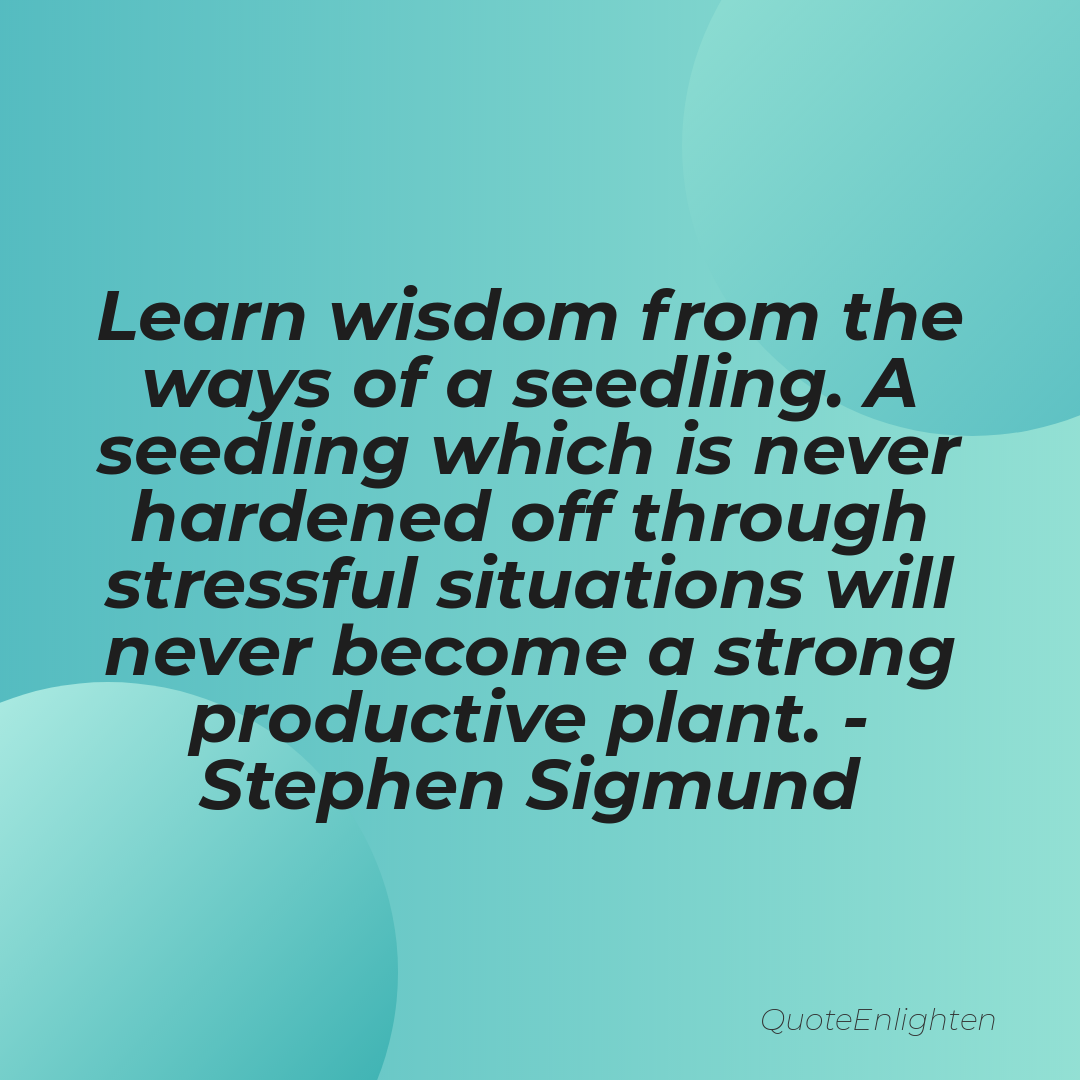 Learn wisdom from the
ways of a seedling. A
seedling which is never
hardened off through
stressful situations will
never become a strong
productive plant. -
Stephen Sigmund
QuoteEnlighten